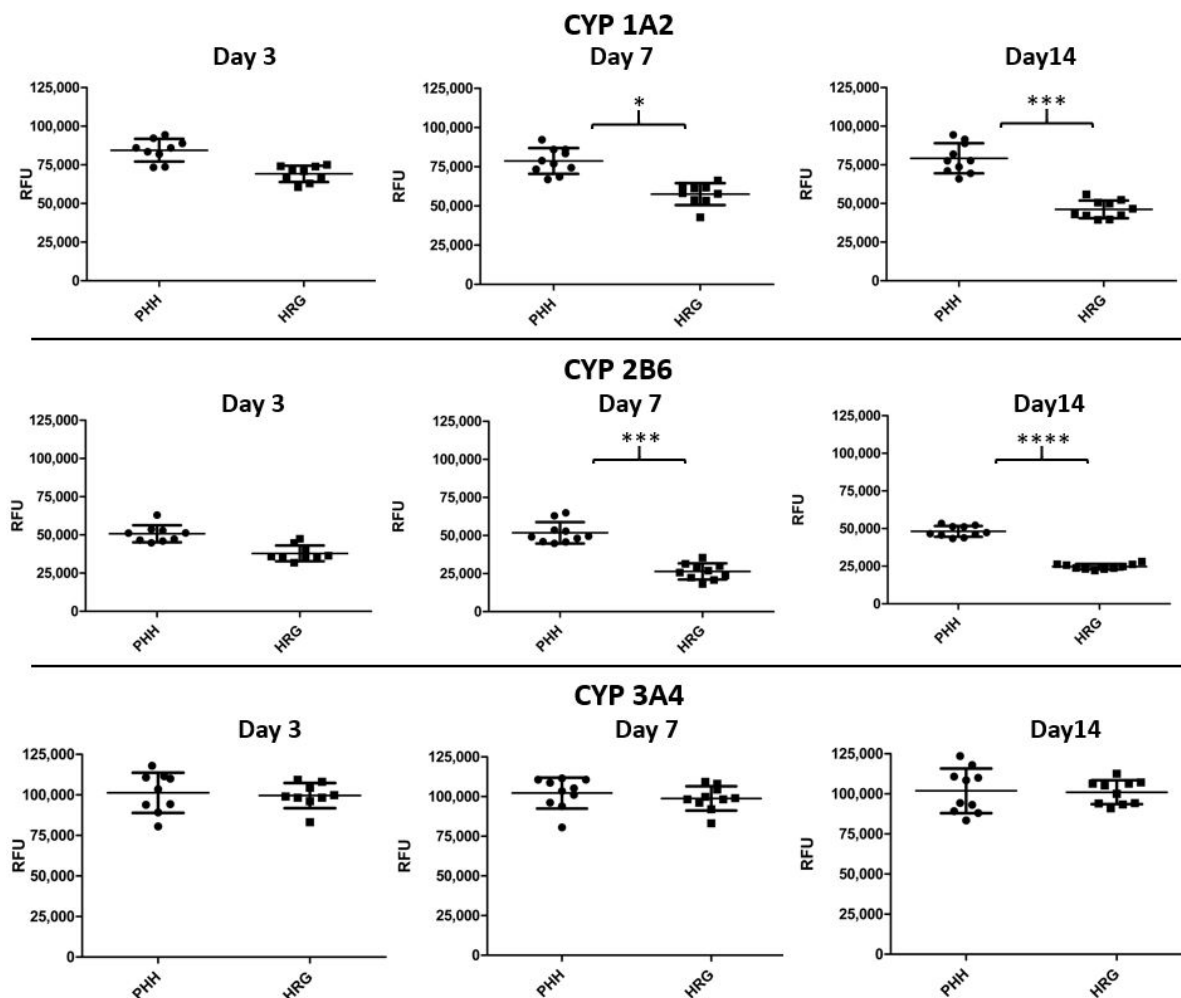 CYP 1A2
Day 3
Day 7
Day14
125,000
100,000
75,000
50,000
25,000
0
RFU
PHH
HRG
125,000
100,000
75,000
50,000
25,000
0
RFU
*
PHH
HRG
125,000
100,000
75,000
50,000
25,000
0
RFU
***
PHH
HRG
CYP 2B6
Day 3
Day 7
Day14
125,000
100,000
75,000
50,000
25,000
0
RFU
PHH
HRG
125,000
100,000
75,000
50,000
25,000
0
RFU
***
PHH
HRG
125,000
100,000
75,000
50,000
25,000
0
RFU
****
PHH
HRG
CYP 3A4
Day 3
Day 7
Day14
125,000
100,000
75,000
50,000
25,000
0
RFU
PHH
HRG
125,000
100,000
75,000
50,000
25,000
0
RFU
PHH
HRG
125,000
100,000
75,000
50,000
25,000
0
RFU
PHH
HRG